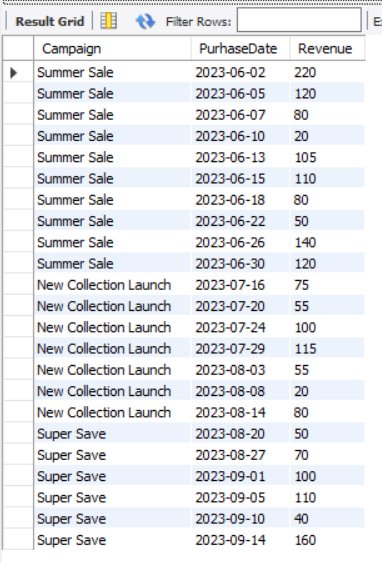 Result Grid Filter Rows: E
Campaign PurhaseDate Revenue
Summer Sale 2023-06-02 220
Summer Sale 2023-06-05 120
Summer Sale 2023-06-07 80
Summer Sale 2023-06-10 20
Summer Sale 2023-06-13 105
Summer Sale 2023-06-15 110
Summer Sale 2023-06-18 80
Summer Sale 2023-06-22 50
Summer Sale 2023-06-26 140
Summer Sale 2023-06-30 120
New Collection Launch 2023-07-16 75
New Collection Launch 2023-07-20 55
New Collection Launch 2023-07-24 100
New Collection Launch 2023-07-29 115
New Collection Launch 2023-08-03 55
New Collection Launch 2023-08-08 20
New Collection Launch 2023-08-14 80
Super Save 2023-08-20 50
Super Save 2023-08-27 70
Super Save 2023-09-01 100
Super Save 2023-09-05 110
Super Save 2023-09-10 40
Super Save 2023-09-14 160